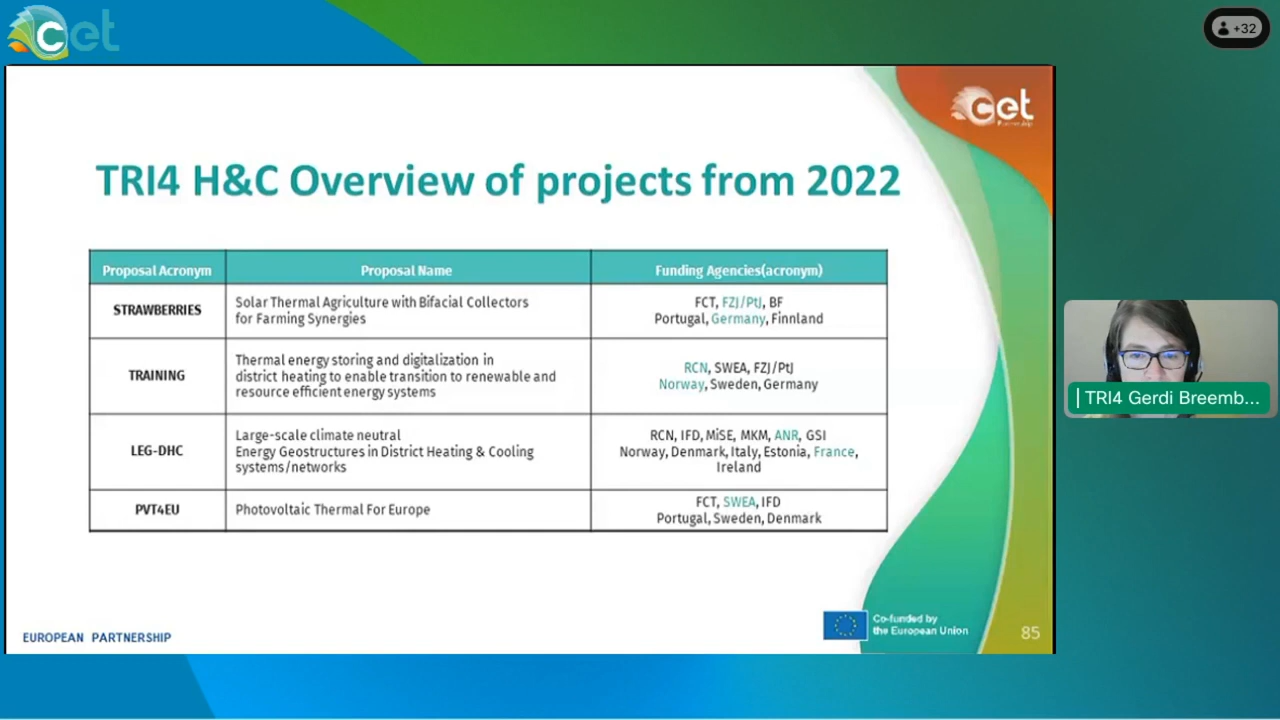 cet
+32
cet
Partnership
TRI4 H&C Overview of projects from 2022
Proposal Acronym
Proposal Name
Funding Agencies(acronym)
STRAWBERRIES
Solar Thermal Agriculture with Bifacial Collectors
for Farming Synergies
FCT, FZJ/PtJ, BF
Portugal, Germany, Finnland
TRAINING
Thermal energy storing and digitalization in
district heating to enable transition to renewable and
resource efficient energy systems
RCN, SWEA, FZJ/PtJ
Norway, Sweden, Germany
LEG-DHC
Large-scale climate neutral
Energy Geostructures in District Heating & Cooling
systems/networks
RCN, IFD, MiSE, MKM, ANR, GSI
Norway, Denmark, Italy, Estonia, France,
Ireland
PVT4EU
Photovoltaic Thermal For Europe
FCT, SWEA, IFD
Portugal, Sweden, Denmark
TRI4 Gerdi Breemb...
EUROPEAN PARTNERSHIP
Co-funded by
the European Union
85